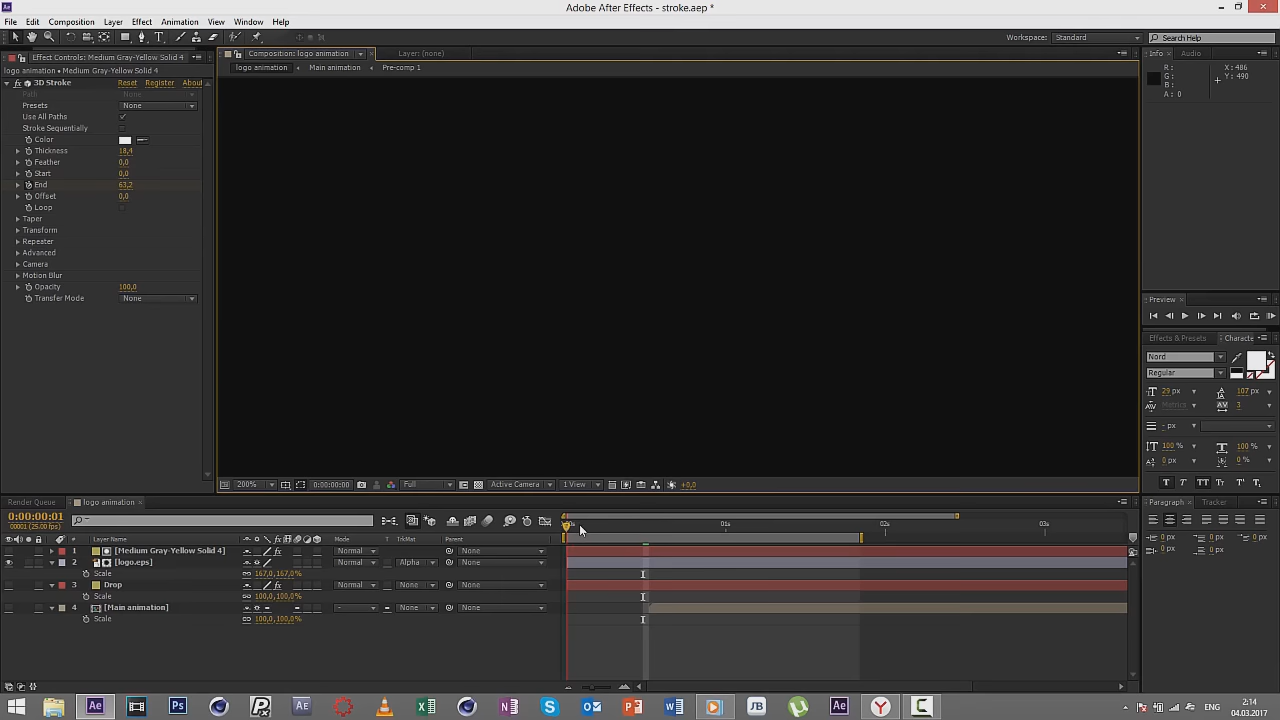 Adobe After Effects - stroke.aep *
File Edit Composition Layer Effect Animation View Window Help
Workspace: Standard Search Help
Effect Controls: Medium Gray-Yellow Solid 4
Composition: logo animation Layer: (none)
Info Audio
logo animation • Medium Gray-Yellow Solid 4
logo animation Main animation Pre-comp 1
R: X: 486
G: Y: 490
B:
A: 0
3D Stroke Reset Register About
Path None
Presets None
Use All Paths
Stroke Sequentially
Color
Thickness 18,4
Feather 0,0
Start 0,0
End 63,2
Offset 0,0
Loop
Taper
Transform
Repeater
Advanced
Camera
Motion Blur
Opacity 100,0
Transfer Mode None
Preview
Effects & Presets Characte
Nord
Regular
29 px 107 px
Metrics 3
- px
100 % 100 %
0 px 0 %
T T TT Tr
200% 0:00:00:00 Full Active Camera 1 View +0,0
Render Queue logo animation
Paragraph Tracker
0:00:00:01
00001 (25.00 fps)
01s 02s 03s
# Mode T TrkMat Parent
1 [Medium Gray-Yellow Solid 4] Normal None
2 [logo.eps] Normal Alpha None
Scale 167,0,167,0%
3 Drop Normal None None
Scale 100,0,100,0%
4 [Main animation] - None None
Scale 100,0,100,0%
0 px 0 px
0 px 0 px
0 px
ENG 2:14
04.03.2017